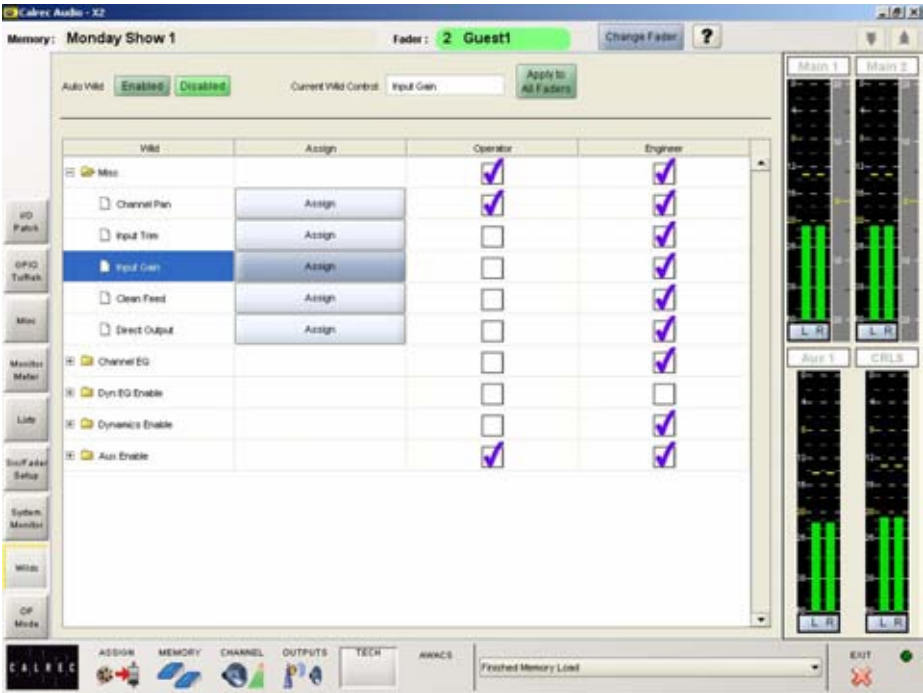 Calrec Audio - X2
Memory: Monday Show 1 Fader: 2 Guest1 Change Fader ?
Auto Wild Enabled Disabled Current Wild Control: Input Gain Apply to All Faders
Wild Assign Operator Engineer
Misc
Channel Pan Assign
Input Trim Assign
Input Gain Assign
Clean Feed Assign
Direct Output Assign
Channel EQ
Dyn EQ Enable
Dynamics Enable
Aux Enable
I/O Patch
GPIO
Misc
Monitor Meter
Lists
Setup
System Monitor
Wilds
OP Mode
Main 1 Main 2
L R L R
Aux 1 CRLS
L R L R
CALREC
ASSIGN MEMORY CHANNEL OUTPUTS TECH AWACS
Finished Memory Load
EXIT